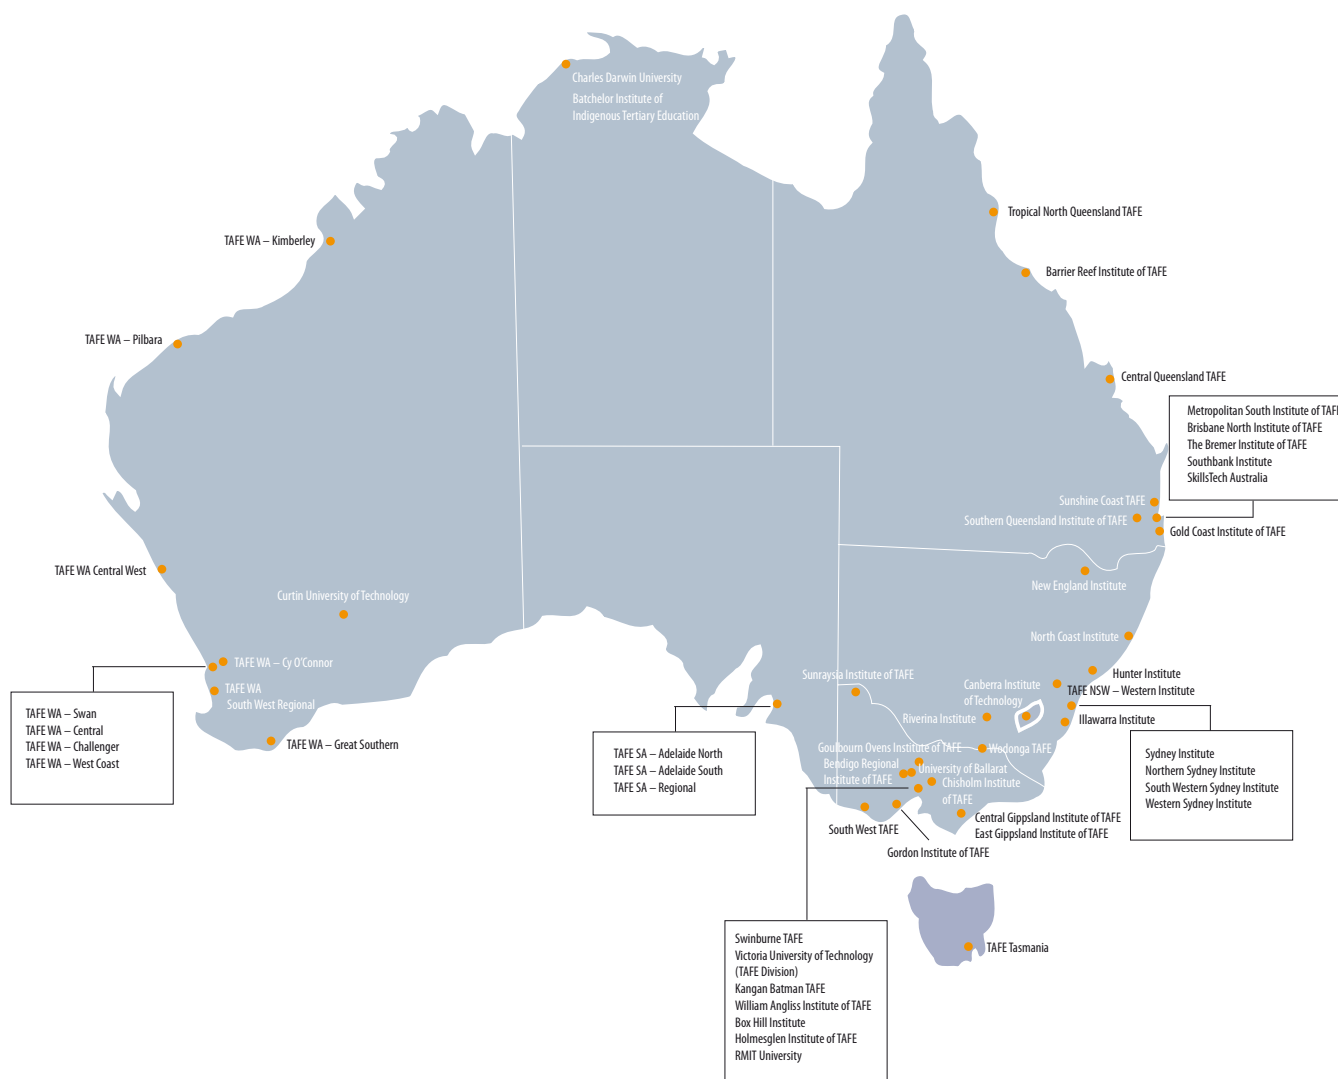 Charles Darwin University
Batchelor Institute of
Indigenous Tertiary Education
Tropical North Queensland TAFE
TAFE WA – Kimberley
Barrier Reef Institute of TAFE
TAFE WA – Pilbara
Central Queensland TAFE
Metropolitan South Institute of TAFE
Brisbane North Institute of TAFE
The Bremer Institute of TAFE
Southbank Institute
SkillsTech Australia
Sunshine Coast TAFE
Southern Queensland Institute of TAFE
Gold Coast Institute of TAFE
TAFE WA Central West
New England Institute
Curtin University of Technology
North Coast Institute
TAFE WA – Cy O'Connor
Sunraysia Institute of TAFE
Hunter Institute
TAFE WA
South West Regional
Canberra Institute
of Technology
TAFE NSW – Western Institute
Riverina Institute
Illawarra Institute
TAFE WA – Swan
TAFE WA – Central
TAFE WA – Challenger
TAFE WA – West Coast
TAFE WA – Great Southern
TAFE SA – Adelaide North
TAFE SA – Adelaide South
TAFE SA – Regional
Goulbourn Ovens Institute of TAFE
Wodonga TAFE
Bendigo Regional
Institute of TAFE
University of Ballarat
Chisholm Institute
of TAFE
Sydney Institute
Northern Sydney Institute
South Western Sydney Institute
Western Sydney Institute
South West TAFE
Central Gippsland Institute of TAFE
East Gippsland Institute of TAFE
Gordon Institute of TAFE
Swinburne TAFE
Victoria University of Technology
(TAFE Division)
Kangan Batman TAFE
William Angliss Institute of TAFE
Box Hill Institute
Holmesglen Institute of TAFE
RMIT University
TAFE Tasmania